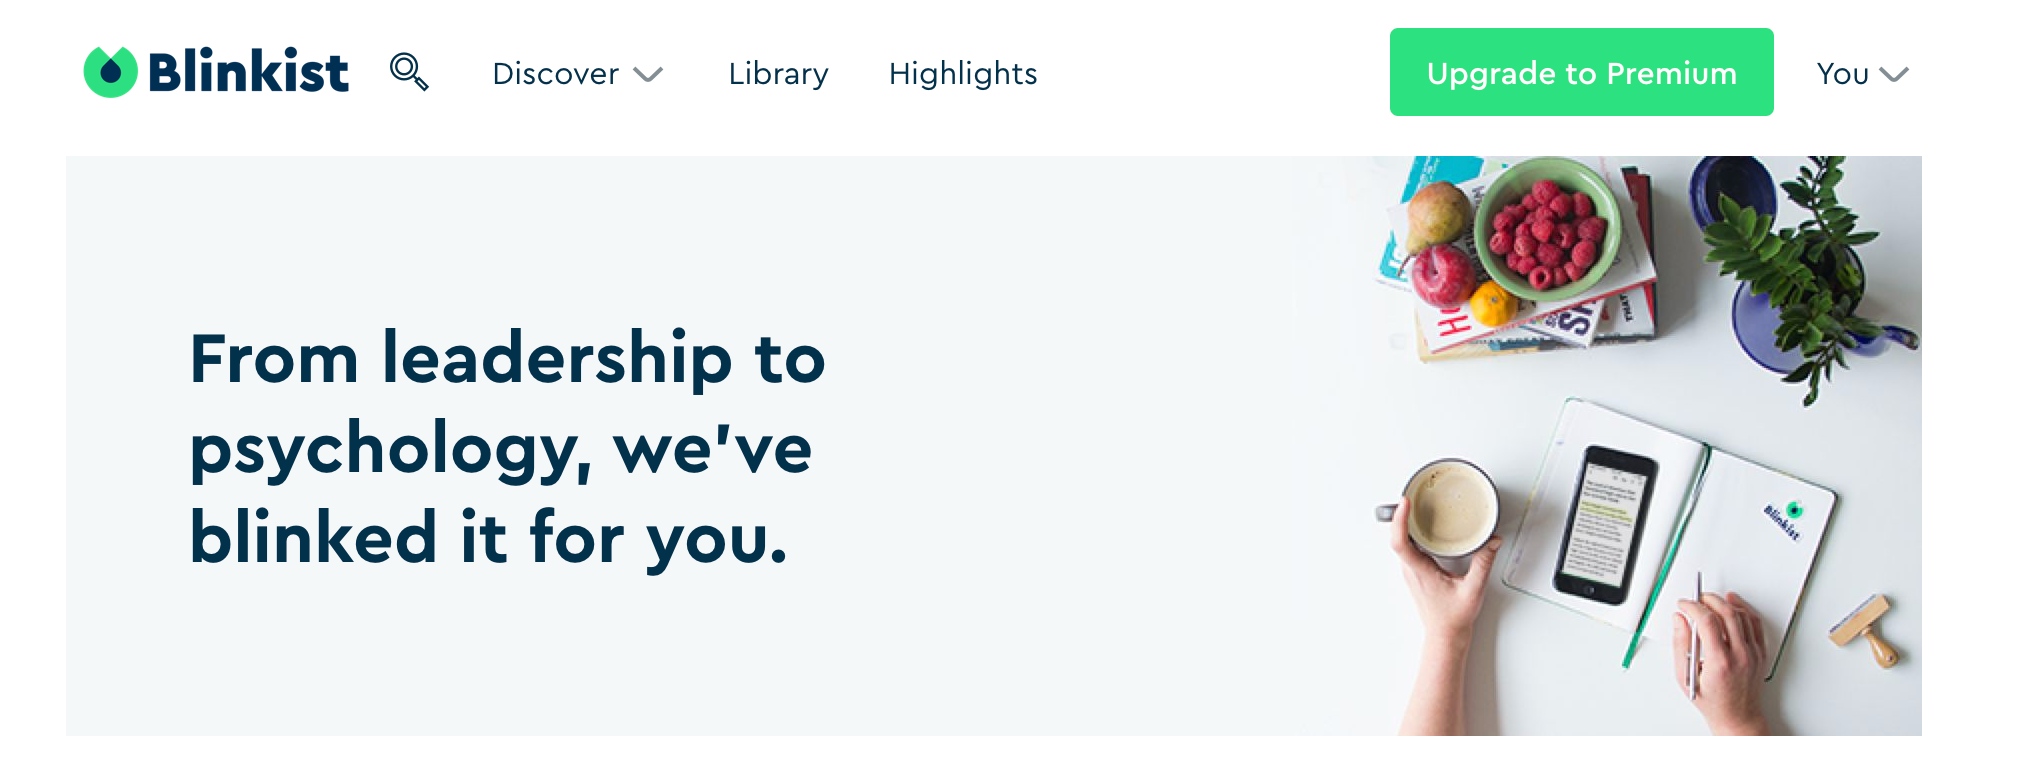 Blinkist
Discover
Library
Highlights
Upgrade to Premium
You
From leadership to
psychology, we've
blinked it for you.
Blinkist